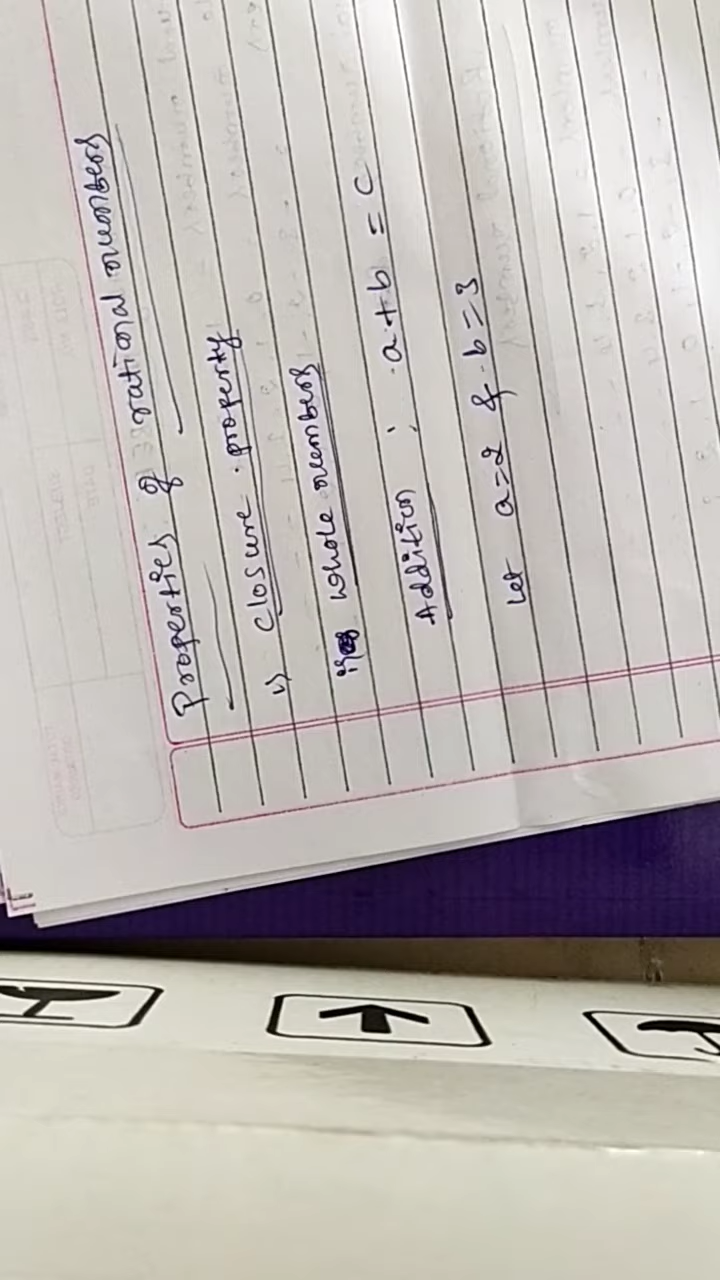 Properties of rational numbers
i) closure property
i) whole numbers
Addition : a+b = c
let a=2 & b=3